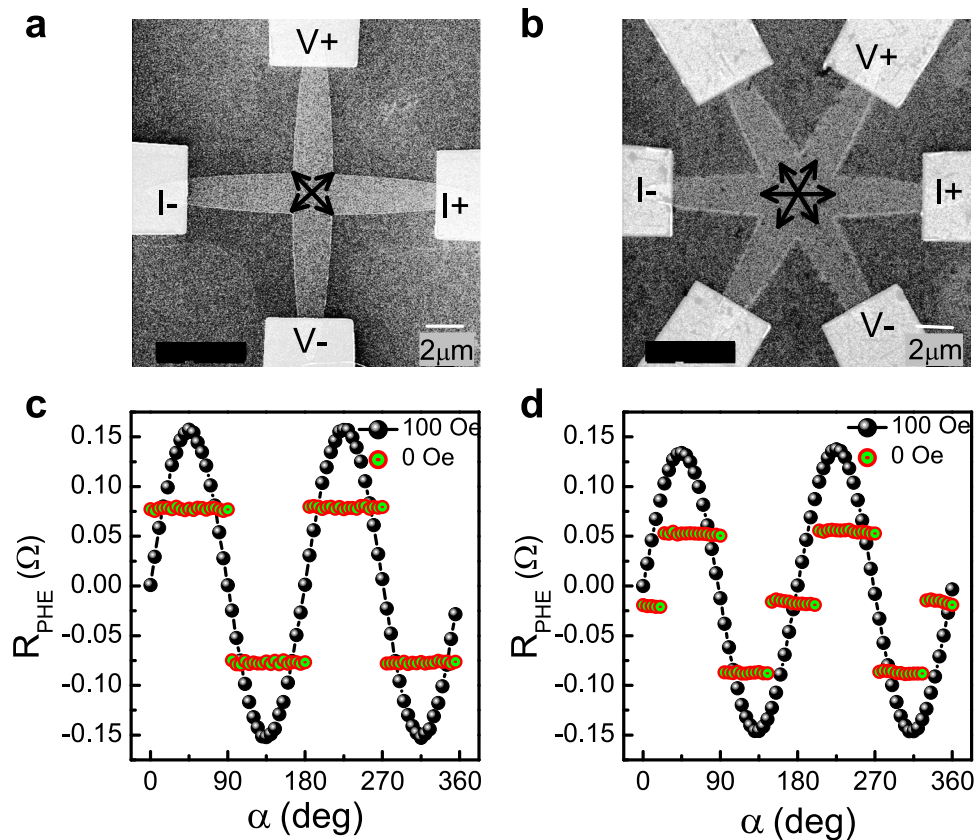 a
V+
I-
I+
V-
2μm
b
V+
I-
I+
V-
2μm
c
100 Oe
0 Oe
0.15
0.10
0.05
0.00
-0.05
-0.10
-0.15
R_PHE (Ω)
0 90 180 270 360
α (deg)
d
100 Oe
0 Oe
0.15
0.10
0.05
0.00
-0.05
-0.10
-0.15
R_PHE (Ω)
0 90 180 270 360
α (deg)